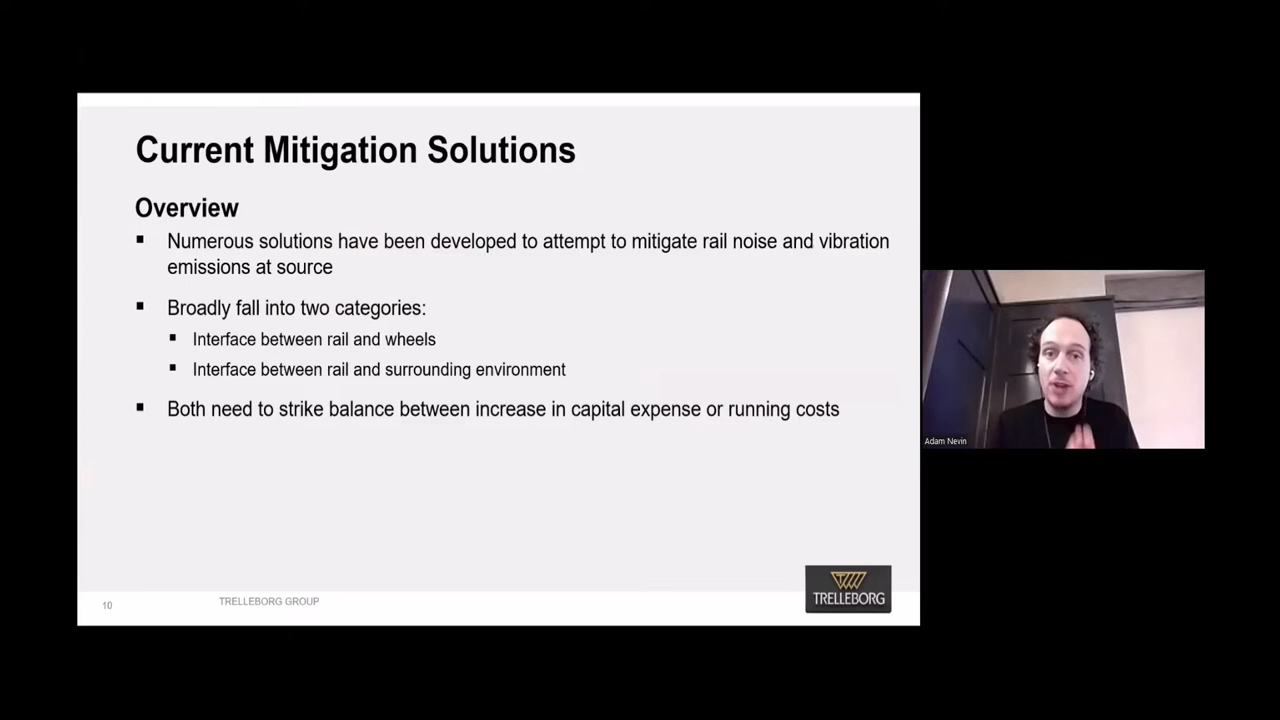 Current Mitigation Solutions
Overview
Numerous solutions have been developed to attempt to mitigate rail noise and vibration
emissions at source
Broadly fall into two categories:
Interface between rail and wheels
Interface between rail and surrounding environment
Both need to strike balance between increase in capital expense or running costs
Adam Nevin
10
TRELLEBORG GROUP
TRELLEBORG